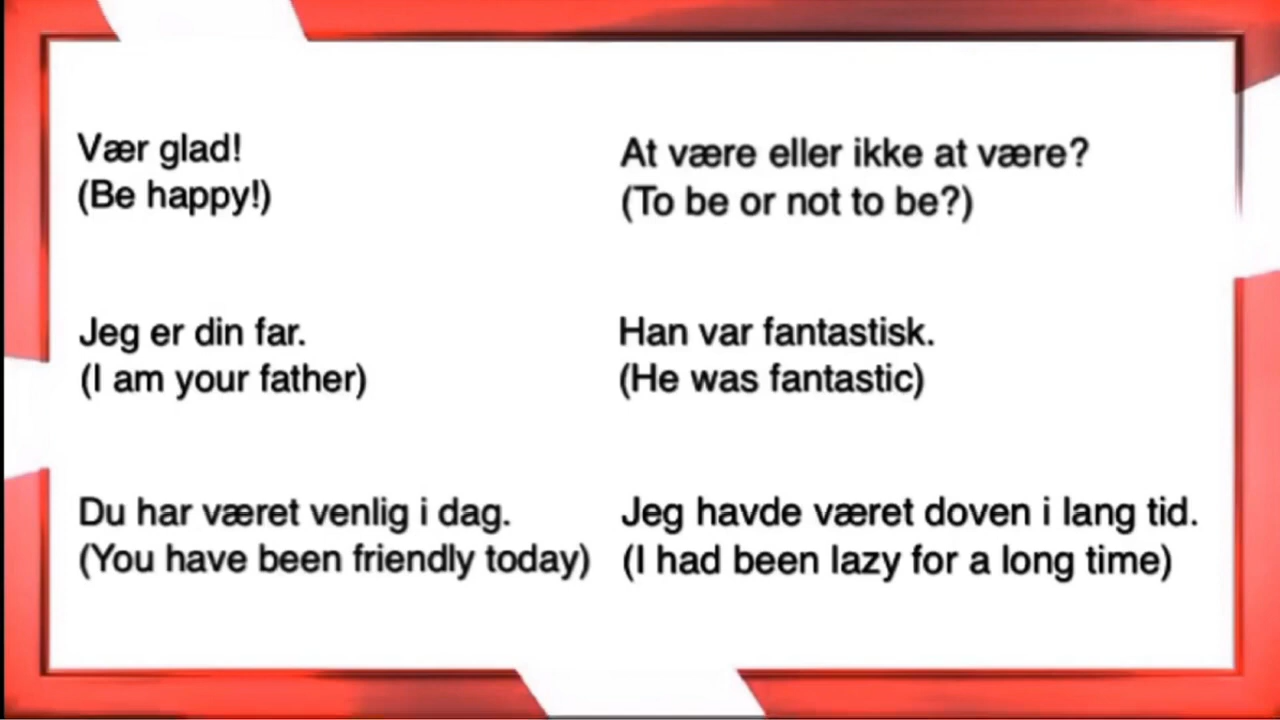 Vær glad!
(Be happy!)
At være eller ikke at være?
(To be or not to be?)
Jeg er din far.
(I am your father)
Han var fantastisk.
(He was fantastic)
Du har været venlig i dag.
(You have been friendly today)
Jeg havde været doven i lang tid.
(I had been lazy for a long time)